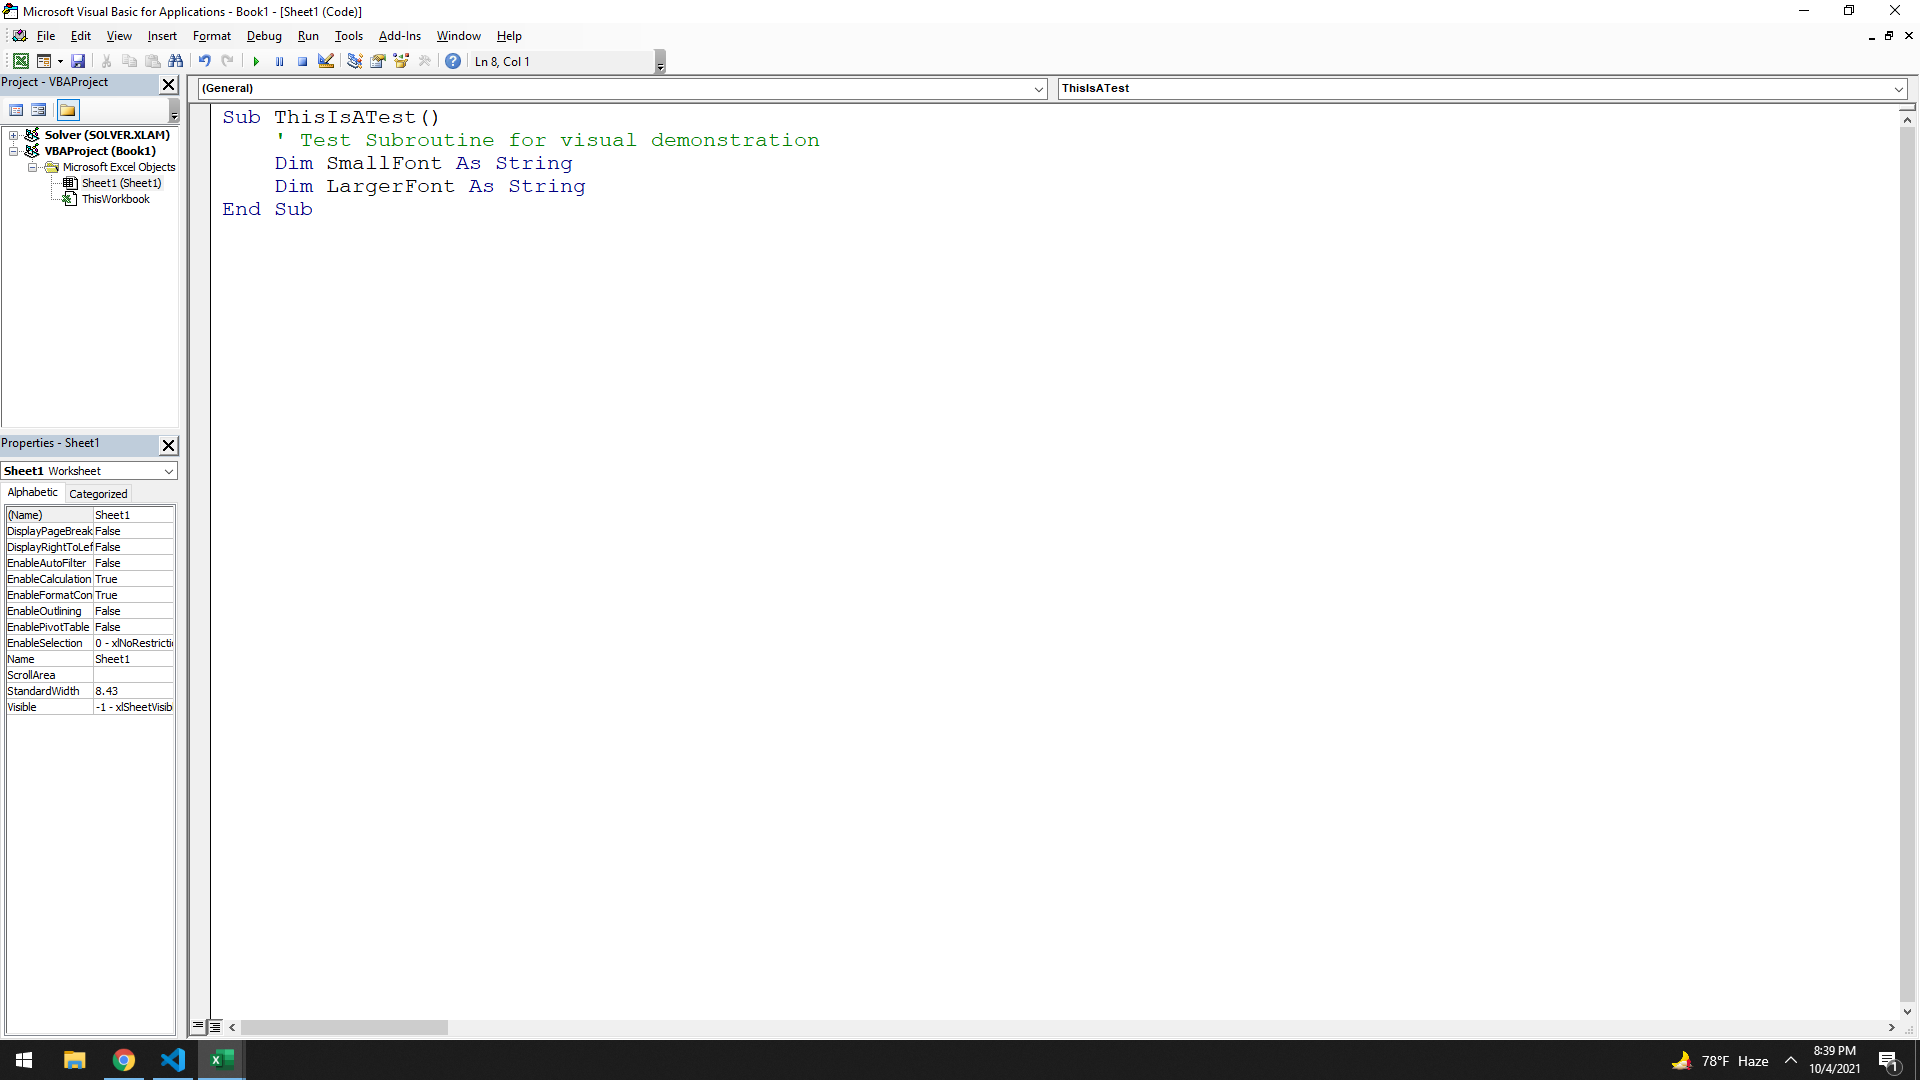 Microsoft Visual Basic for Applications - Book1 - [Sheet1 (Code)]
File Edit View Insert Format Debug Run Tools Add-Ins Window Help
Ln 8, Col 1
Project - VBAProject
(General)
ThisIsATest
Solver (SOLVER.XLAM)
VBAProject (Book1)
Microsoft Excel Objects
Sheet1 (Sheet1)
ThisWorkbook
Sub ThisIsATest()
' Test Subroutine for visual demonstration
Dim SmallFont As String
Dim LargerFont As String
End Sub
Properties - Sheet1
Sheet1 Worksheet
Alphabetic Categorized
(Name) Sheet1
DisplayPageBreak False
DisplayRightToLef False
EnableAutoFilter False
EnableCalculation True
EnableFormatCon True
EnableOutlining False
EnablePivotTable False
EnableSelection 0 - xlNoRestricti
Name Sheet1
ScrollArea
StandardWidth 8.43
Visible -1 - xlSheetVisibl
78°F Haze
8:39 PM
10/4/2021
1